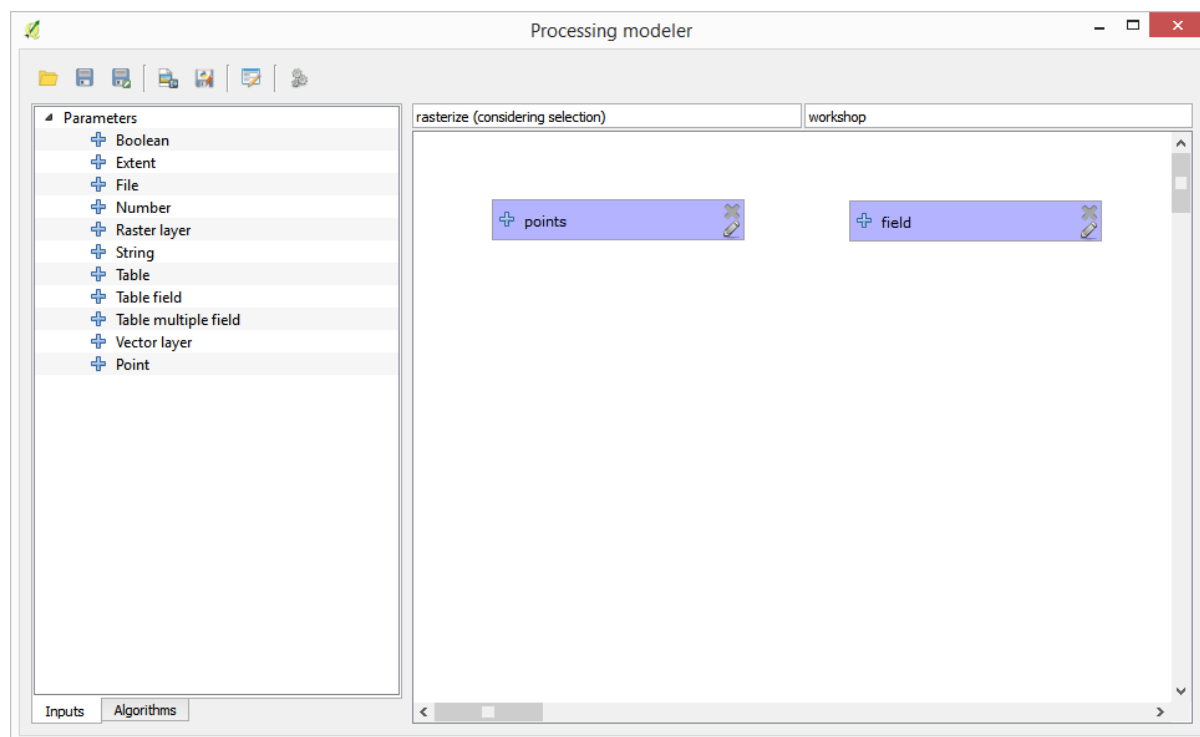 Processing modeler
Parameters
Boolean
Extent
File
Number
Raster layer
String
Table
Table field
Table multiple field
Vector layer
Point
Inputs
Algorithms
rasterize (considering selection)
workshop
points
field